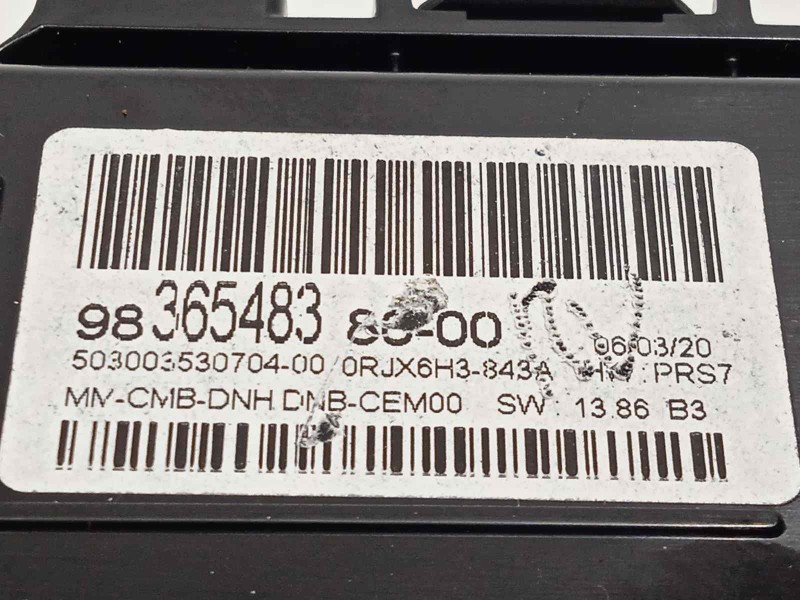 98 365483 80-00
06/03/20
503003530704-00/0RJX6H3-843A PRS7
MM-CMB-DNH DNB-CEM00 SW : 13.86 B3